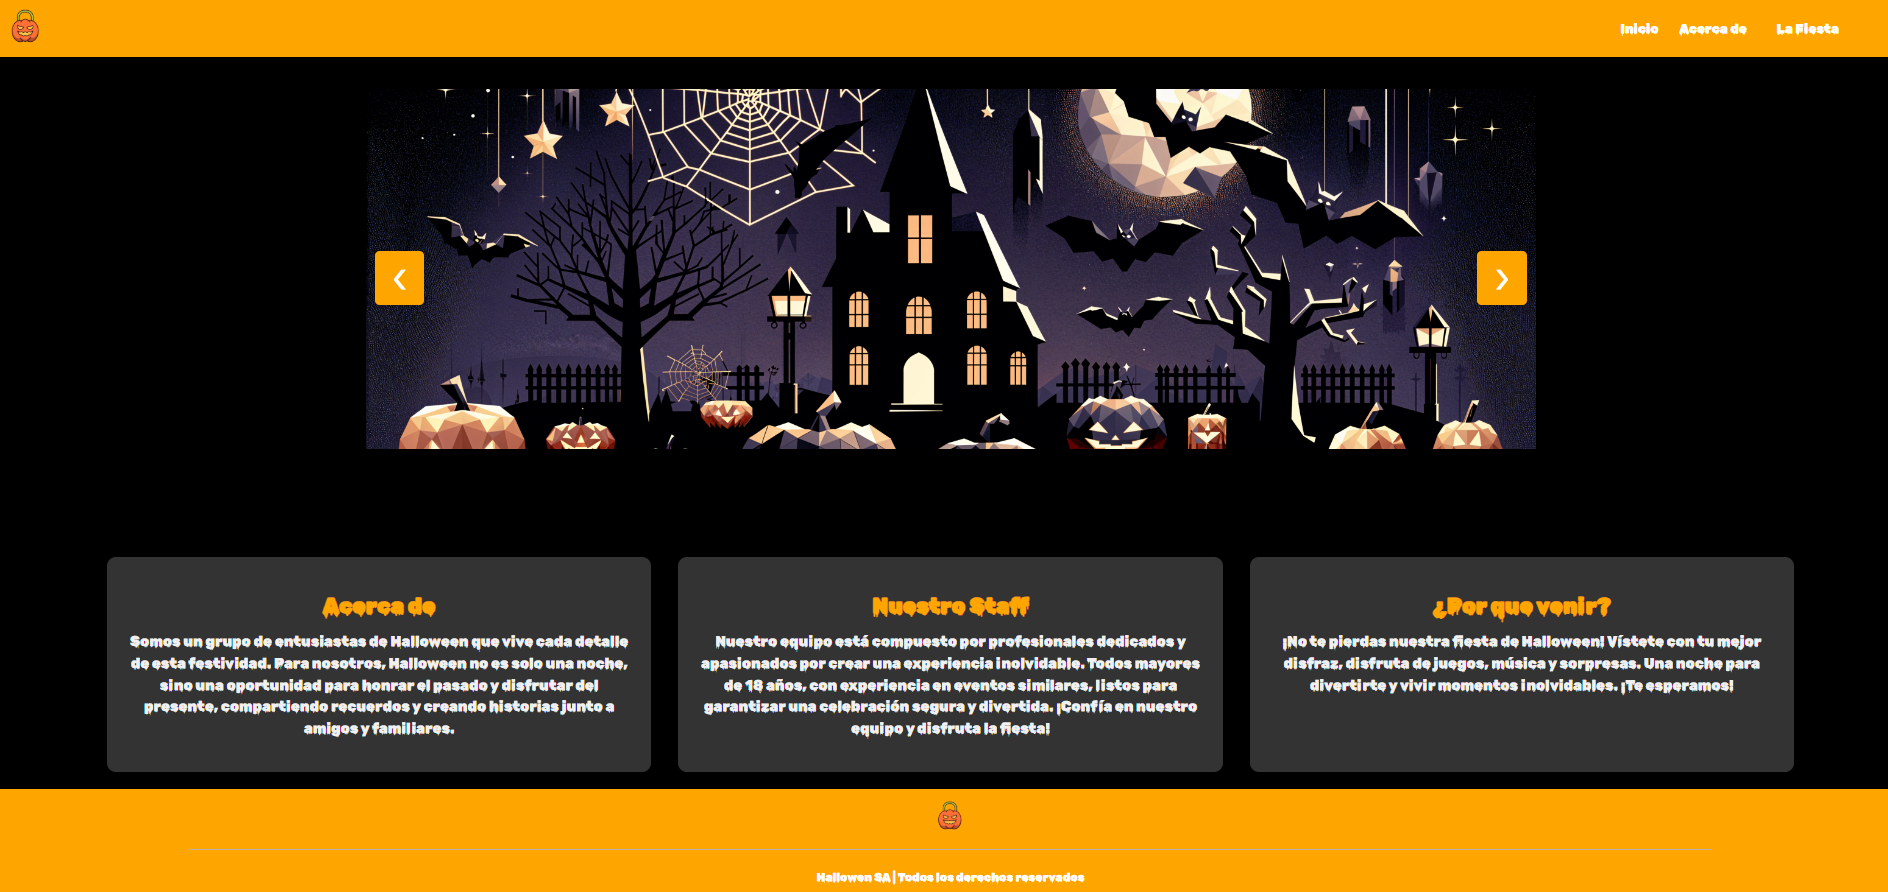 Inicio Acerca de La Fiesta
❮ ❯
Acerca de
Somos un grupo de entusiastas de Halloween que vive cada detalle
de esta festividad. Para nosotros, Halloween no es solo una noche,
sino una oportunidad para honrar el pasado y disfrutar del
presente, compartiendo recuerdos y creando historias junto a
amigos y familiares.
Nuestro Staff
Nuestro equipo está compuesto por profesionales dedicados y
apasionados por crear una experiencia inolvidable. Todos mayores
de 18 años, con experiencia en eventos similares, listos para
garantizar una celebración segura y divertida. ¡Confía en nuestro
equipo y disfruta la fiesta!
¿Por que venir?
¡No te pierdas nuestra fiesta de Halloween! Vístete con tu mejor
disfraz, disfruta de juegos, música y sorpresas. Una noche para
divertirte y vivir momentos inolvidables. ¡Te esperamos!
Hallowen SA | Todos los derechos reservados